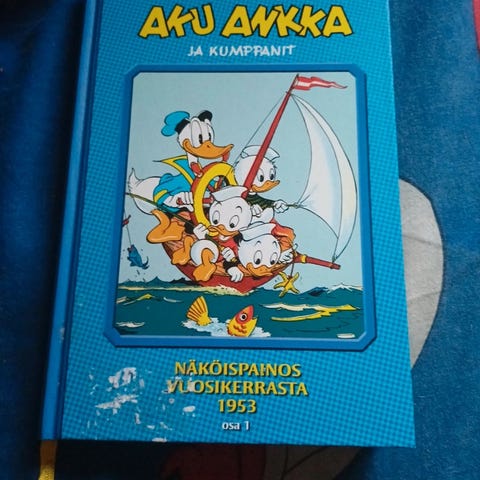 AKU ANKKA
JA KUMPPANIT
NÄKÖISPAINOS
VUOSIKERRASTA
1953
osa 1